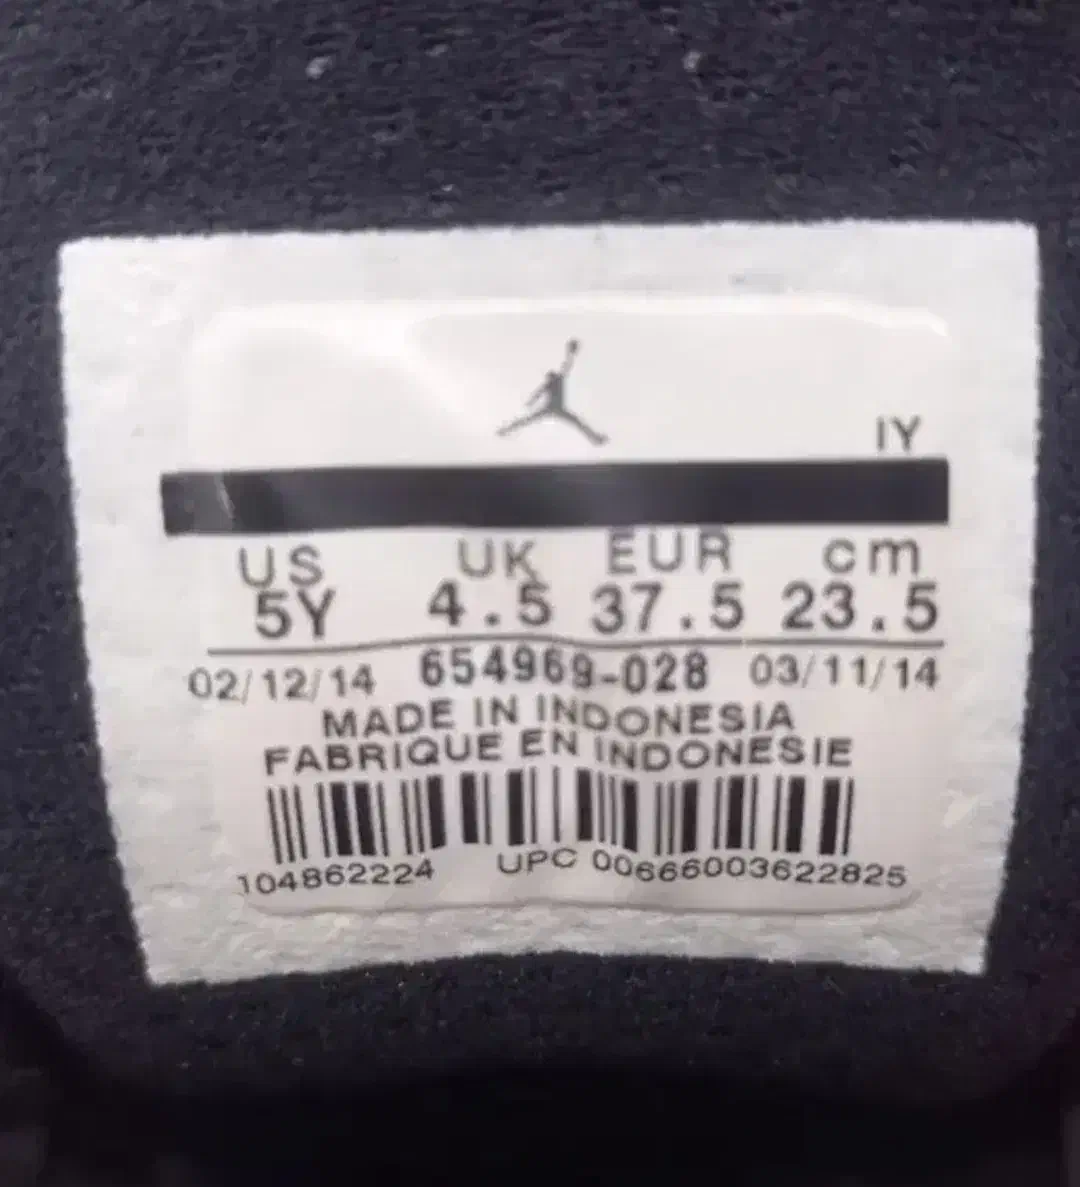 IY
US UK EUR cm
5Y 4.5 37.5 23.5
02/12/14 654969-028 03/11/14
MADE IN INDONESIA
FABRIQUE EN INDONESIE
104862224 UPC 00666003622825